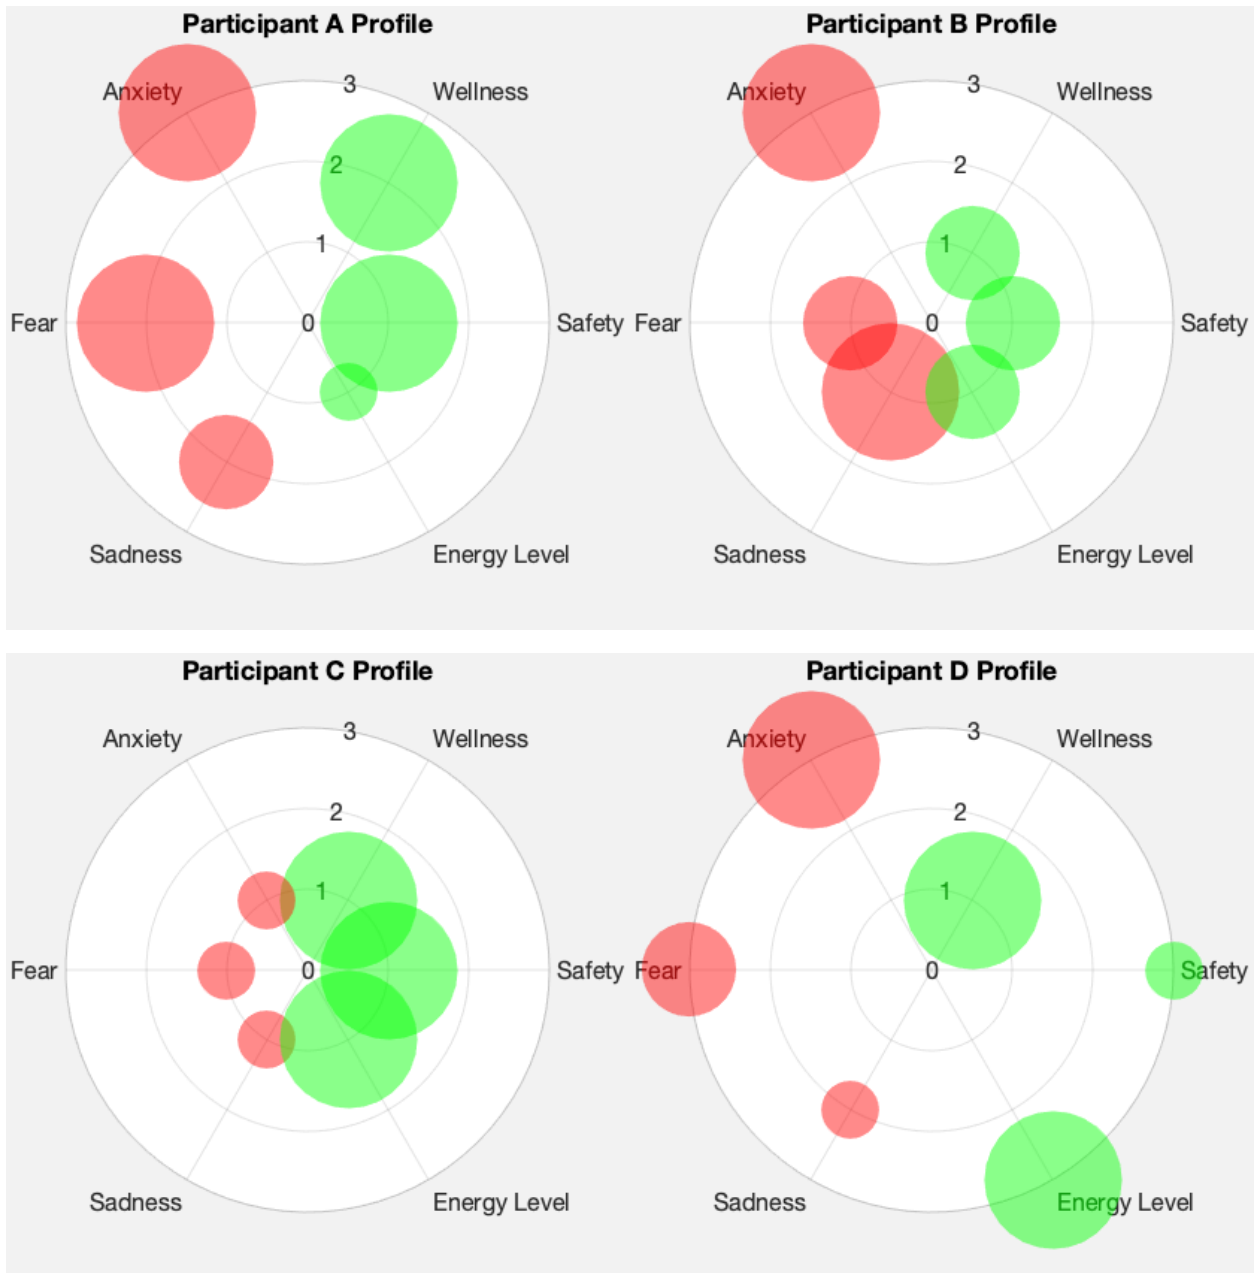 Participant A Profile
Participant B Profile
Anxiety
3
Wellness
Anxiety
3
Wellness
2
2
1
1
Fear
0
Safety
Fear
0
Safety
Sadness
Energy Level
Sadness
Energy Level
Participant C Profile
Participant D Profile
Anxiety
3
Wellness
Anxiety
3
Wellness
2
2
1
1
Fear
0
Safety
Fear
0
Safety
Sadness
Energy Level
Sadness
Energy Level